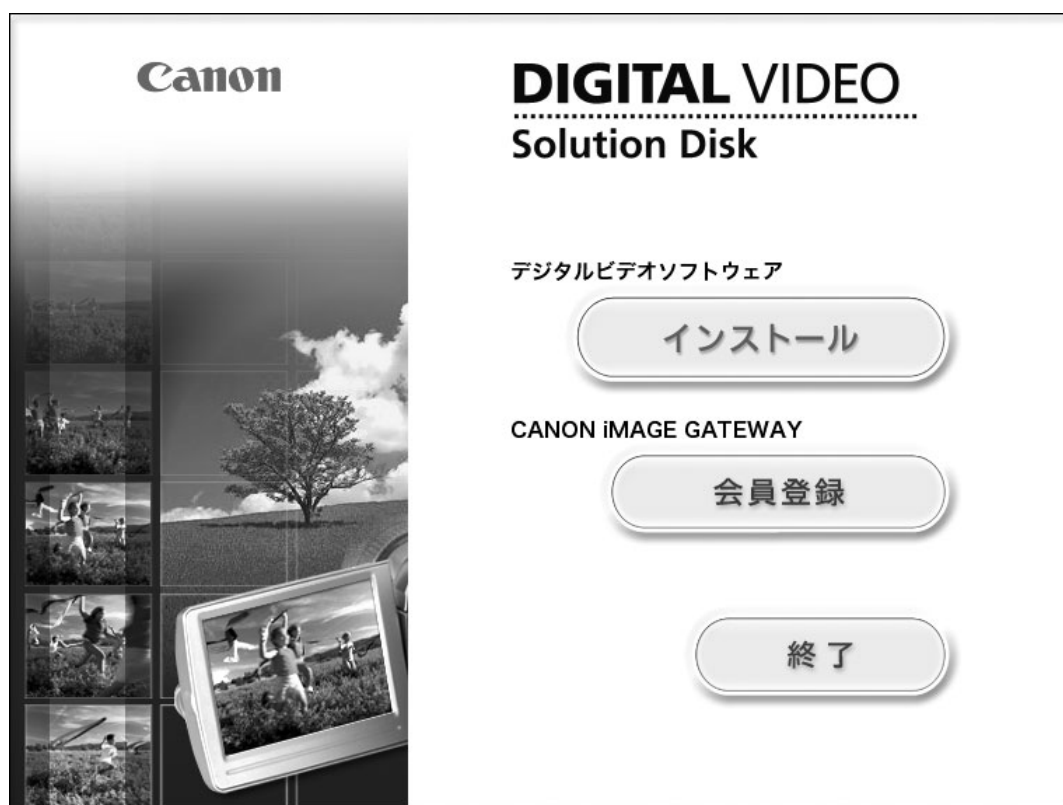 Canon
DIGITAL VIDEO
Solution Disk
デジタルビデオソフトウェア
インストール
CANON iMAGE GATEWAY
会員登録
終了